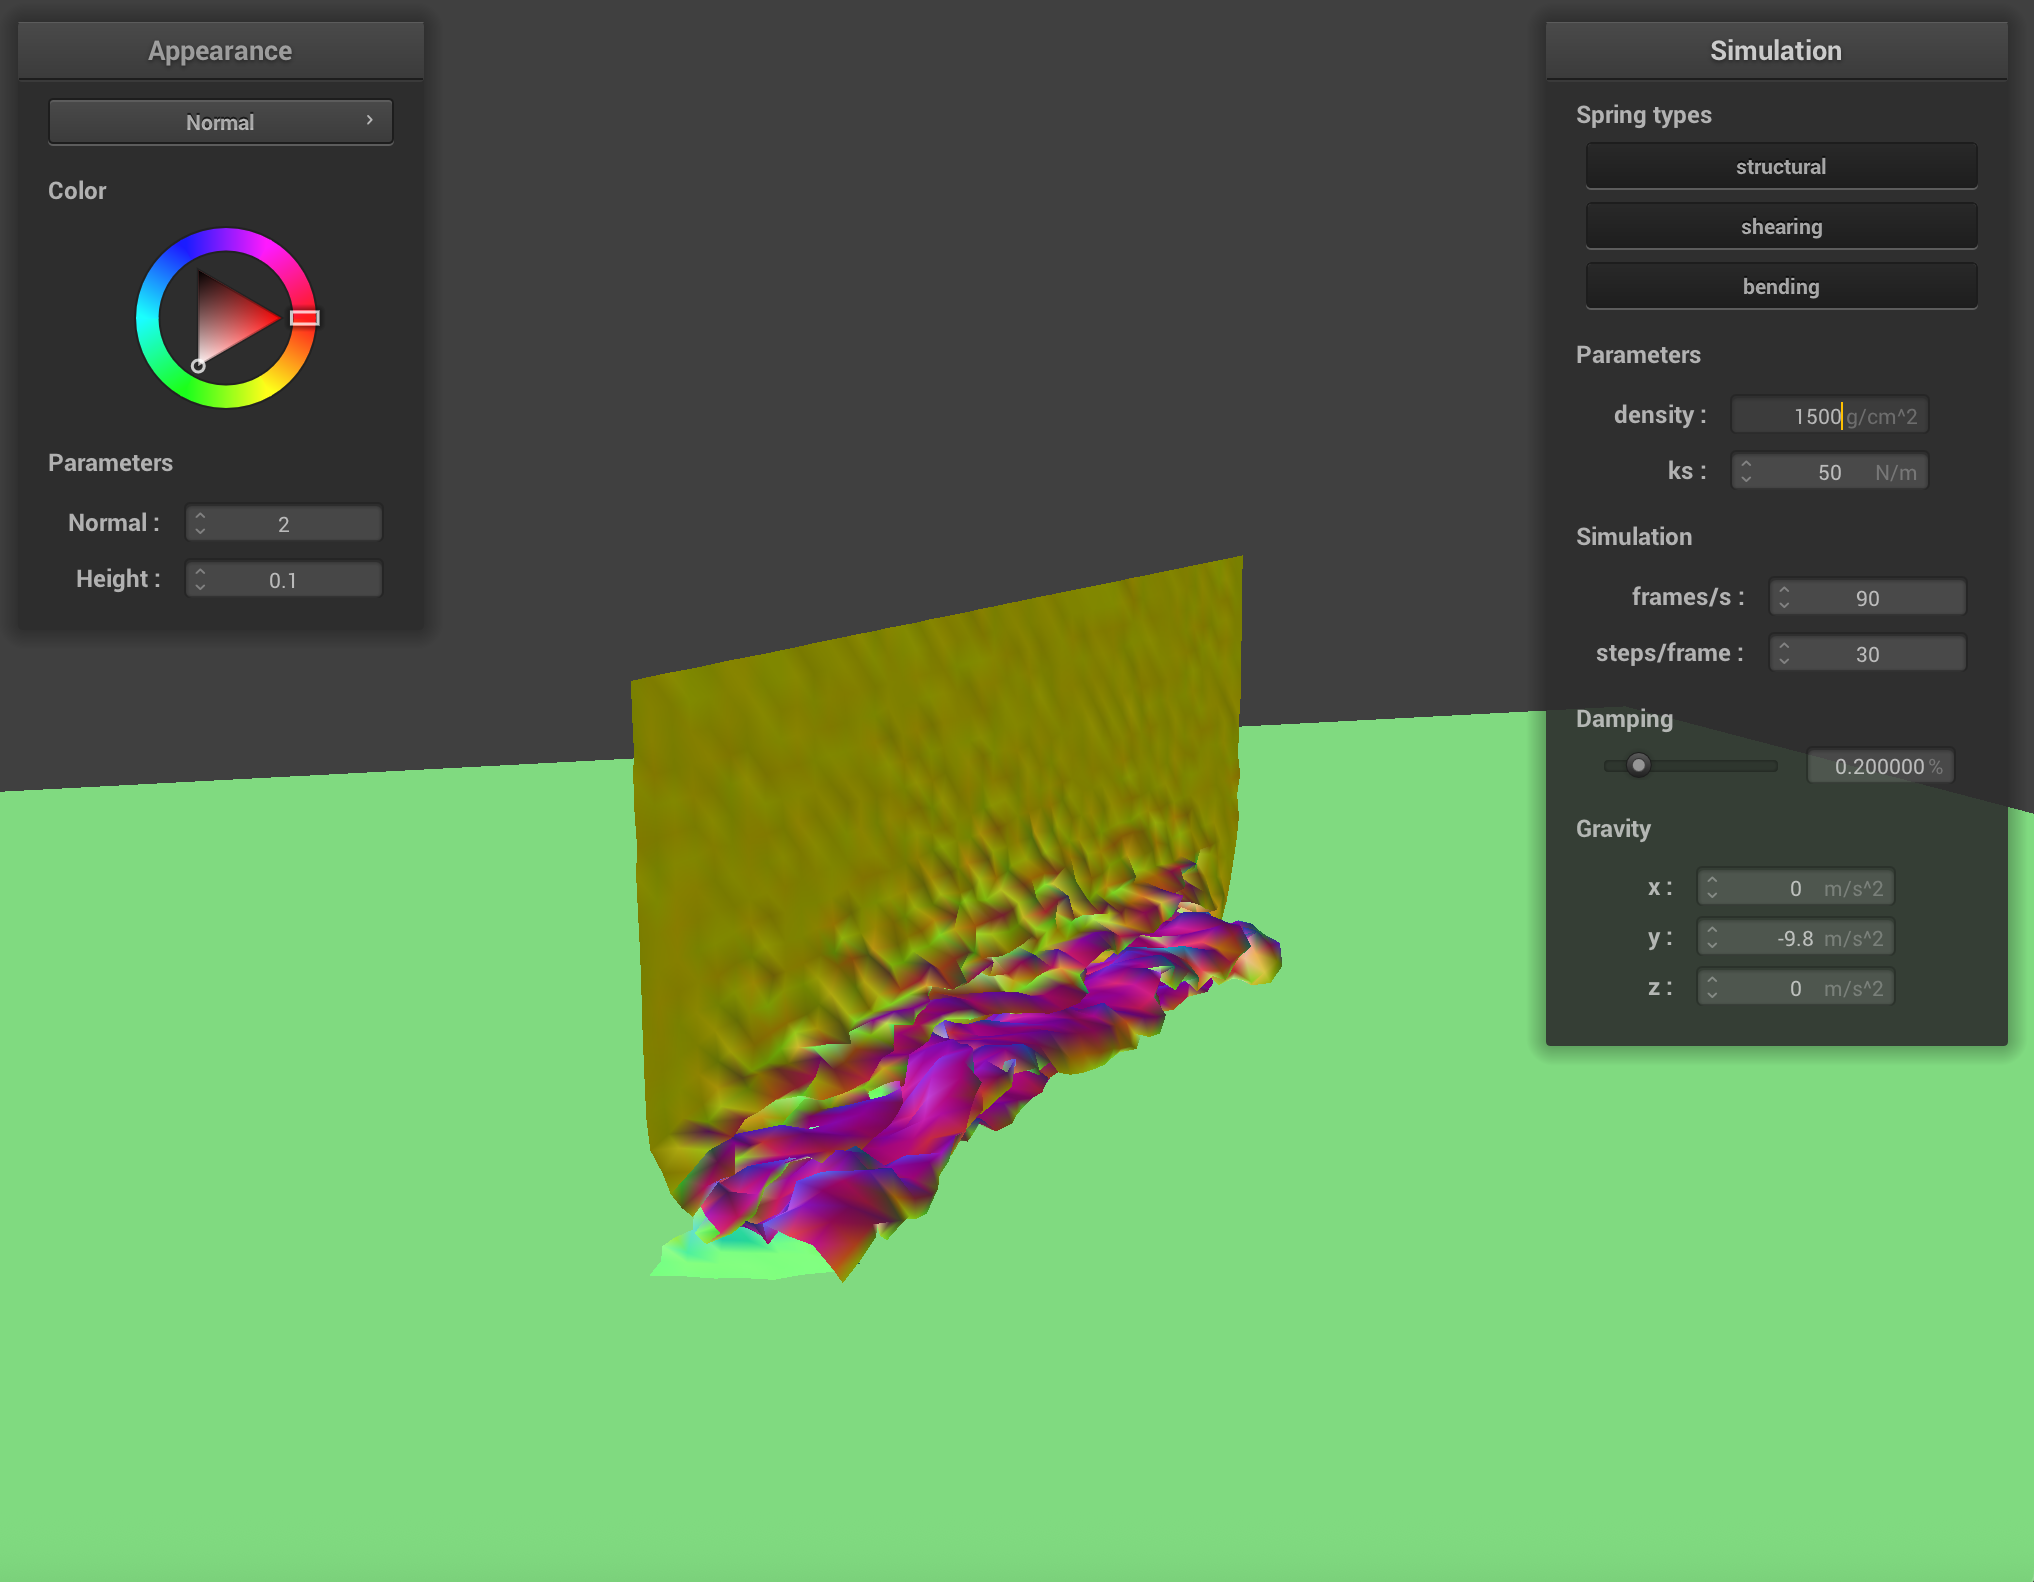 Appearance
Normal
Color
Parameters
Normal : 2
Height : 0.1
Simulation
Spring types
structural
shearing
bending
Parameters
density : 1500 g/cm^2
ks : 50 N/m
Simulation
frames/s : 90
steps/frame : 30
Damping
0.200000 %
Gravity
x : 0 m/s^2
y : -9.8 m/s^2
z : 0 m/s^2